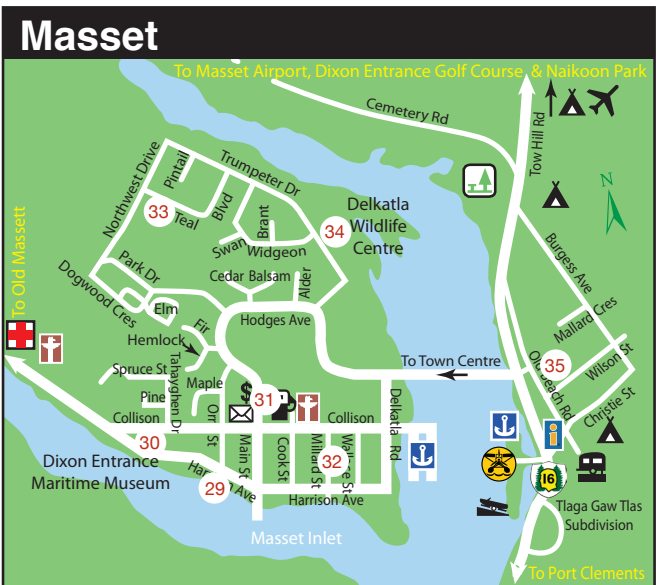 Masset
To Masset Airport, Dixon Entrance Golf Course & Naikoon Park
Cemetery Rd
Tow Hill Rd
N
Northwest Drive
Pintail
Trumpeter Dr
33
Teal
Blvd
Brant
Swan
Widgeon
34
Delkatla
Wildlife
Centre
To Old Massett
Park Dr
Dogwood Cres
Elm
Cedar
Balsam
Alder
Burgess Ave
Mallard Cres
Fir
Hodges Ave
Hemlock
To Town Centre
35
Old Beach Rd
Wilson St
Christie St
Spruce St
Tahayghen Dr
Maple
Pine
$
31
Collison
Collison
Orr St
Main St
Cook St
Millard St
Wallace St
Delkatla Rd
30
32
i
Dixon Entrance
Maritime Museum
29
Harrison Ave
Harrison Ave
16
Tlaga Gaw Tlas
Subdivision
Masset Inlet
To Port Clements